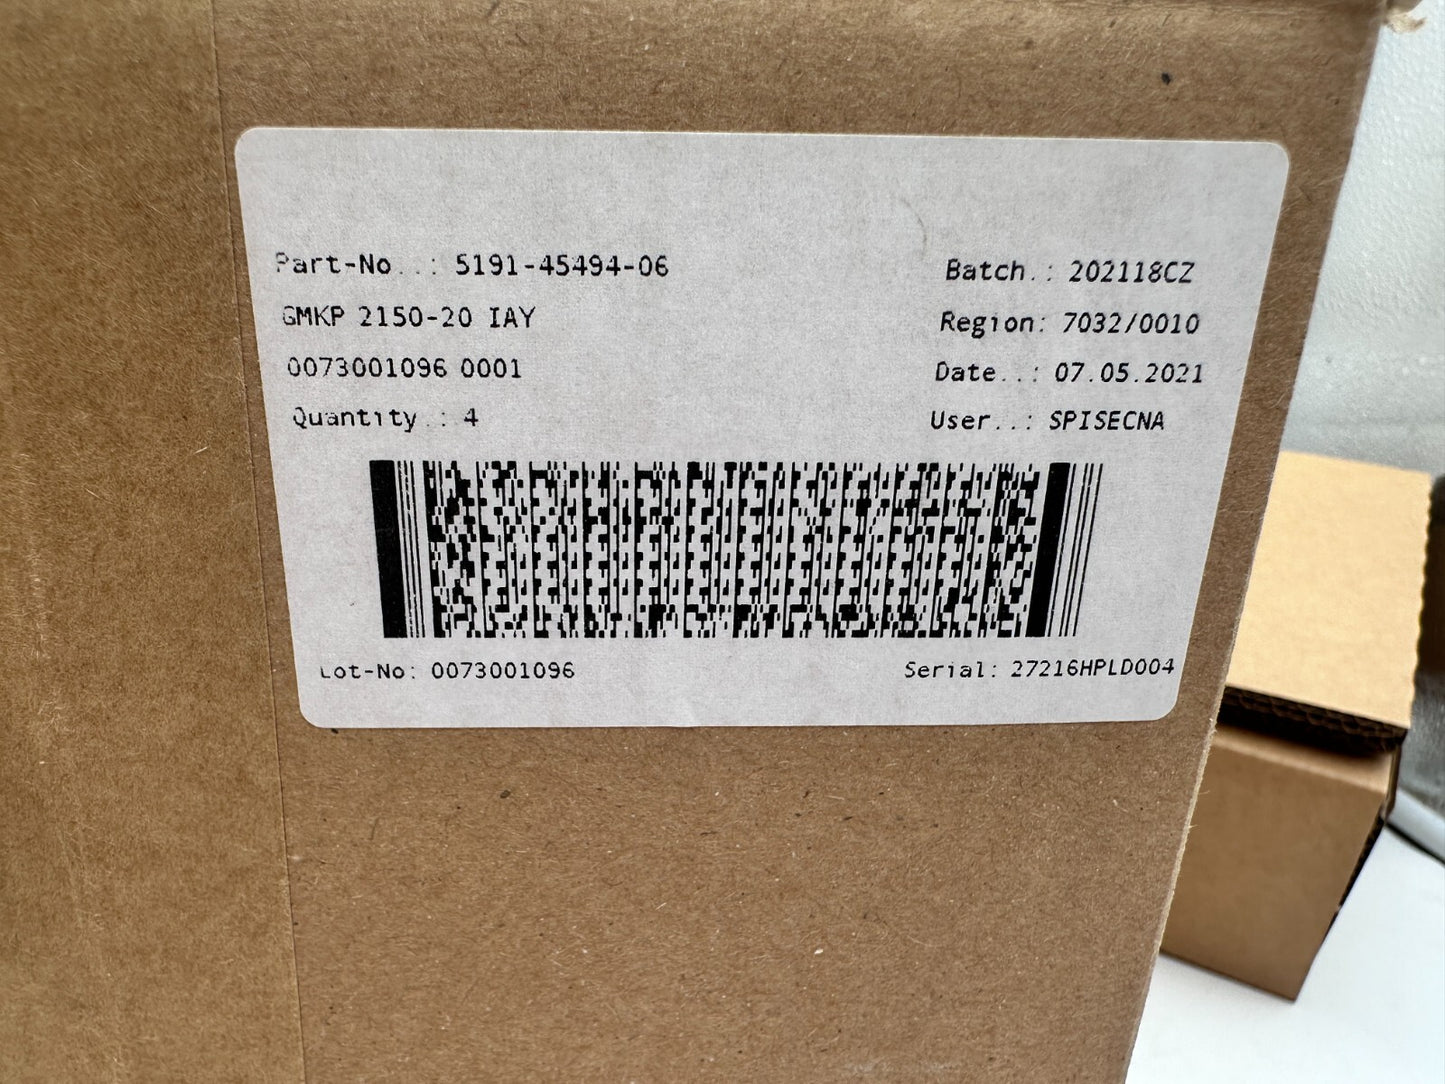 Part-No..: 5191-45494-06
GMKP 2150-20 IAY
0073001096 0001
Quantity.: 4
Batch.: 202118CZ
Region: 7032/0010
Date..: 07.05.2021
User..: SPISECNA
Lot-No: 0073001096
Serial: 27216HPLD004